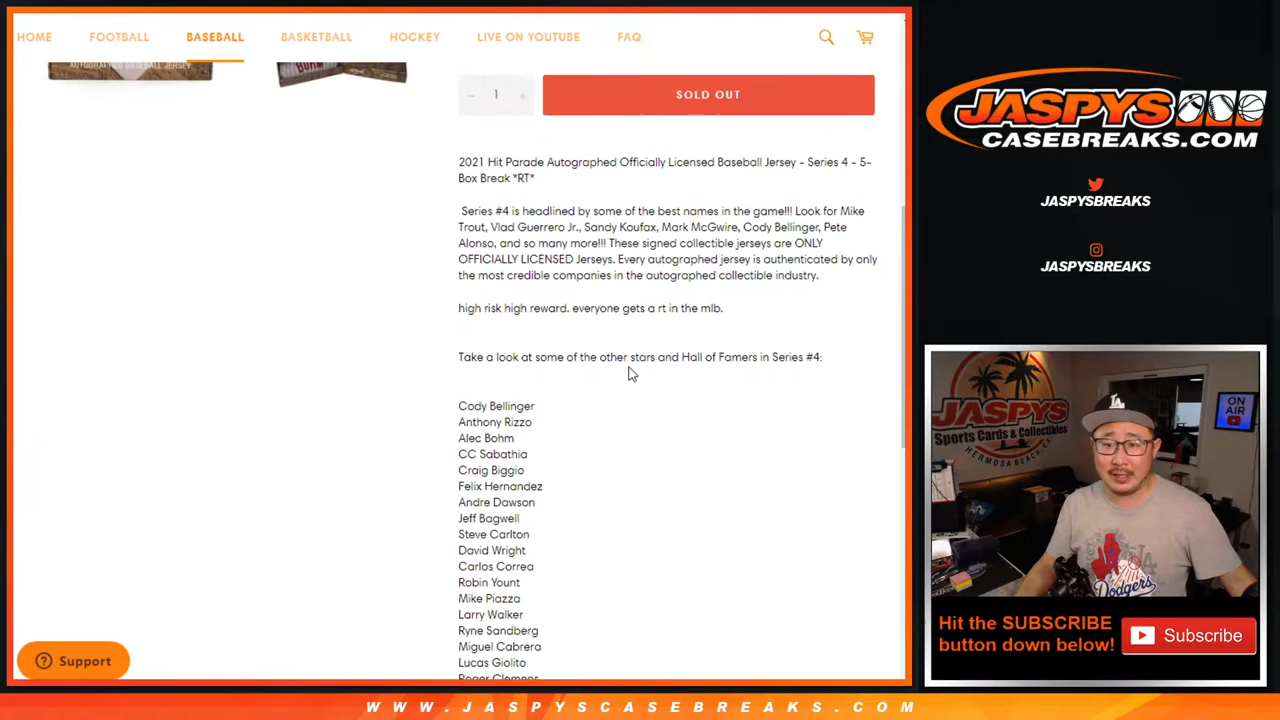 HOME FOOTBALL BASEBALL BASKETBALL HOCKEY LIVE ON YOUTUBE FAQ
AUTOGRAPHED BASEBALL JERSEY
− 1 +
SOLD OUT
2021 Hit Parade Autographed Officially Licensed Baseball Jersey - Series 4 - 5-
Box Break *RT*
Series #4 is headlined by some of the best names in the game!!! Look for Mike
Trout, Vlad Guerrero Jr., Sandy Koufax, Mark McGwire, Cody Bellinger, Pete
Alonso, and so many more!!! These signed collectible jerseys are ONLY
OFFICIALLY LICENSED Jerseys. Every autographed jersey is authenticated by only
the most credible companies in the autographed collectible industry.
high risk high reward. everyone gets a rt in the mlb.
Take a look at some of the other stars and Hall of Famers in Series #4:
Cody Bellinger
Anthony Rizzo
Alec Bohm
CC Sabathia
Craig Biggio
Felix Hernandez
Andre Dawson
Jeff Bagwell
Steve Carlton
David Wright
Carlos Correa
Robin Yount
Mike Piazza
Larry Walker
Ryne Sandberg
Miguel Cabrera
Lucas Giolito
Roger Clemens
Support
JASPYS
CASEBREAKS.COM
JASPYSBREAKS
JASPYSBREAKS
JASPYS
Sports Cards & Collectibles
HERMOSA BEACH, CA
ON
AIR
LA
Dodgers
Hit the SUBSCRIBE
button down below!
Subscribe
WWW.JASPYSCASEBREAKS.COM